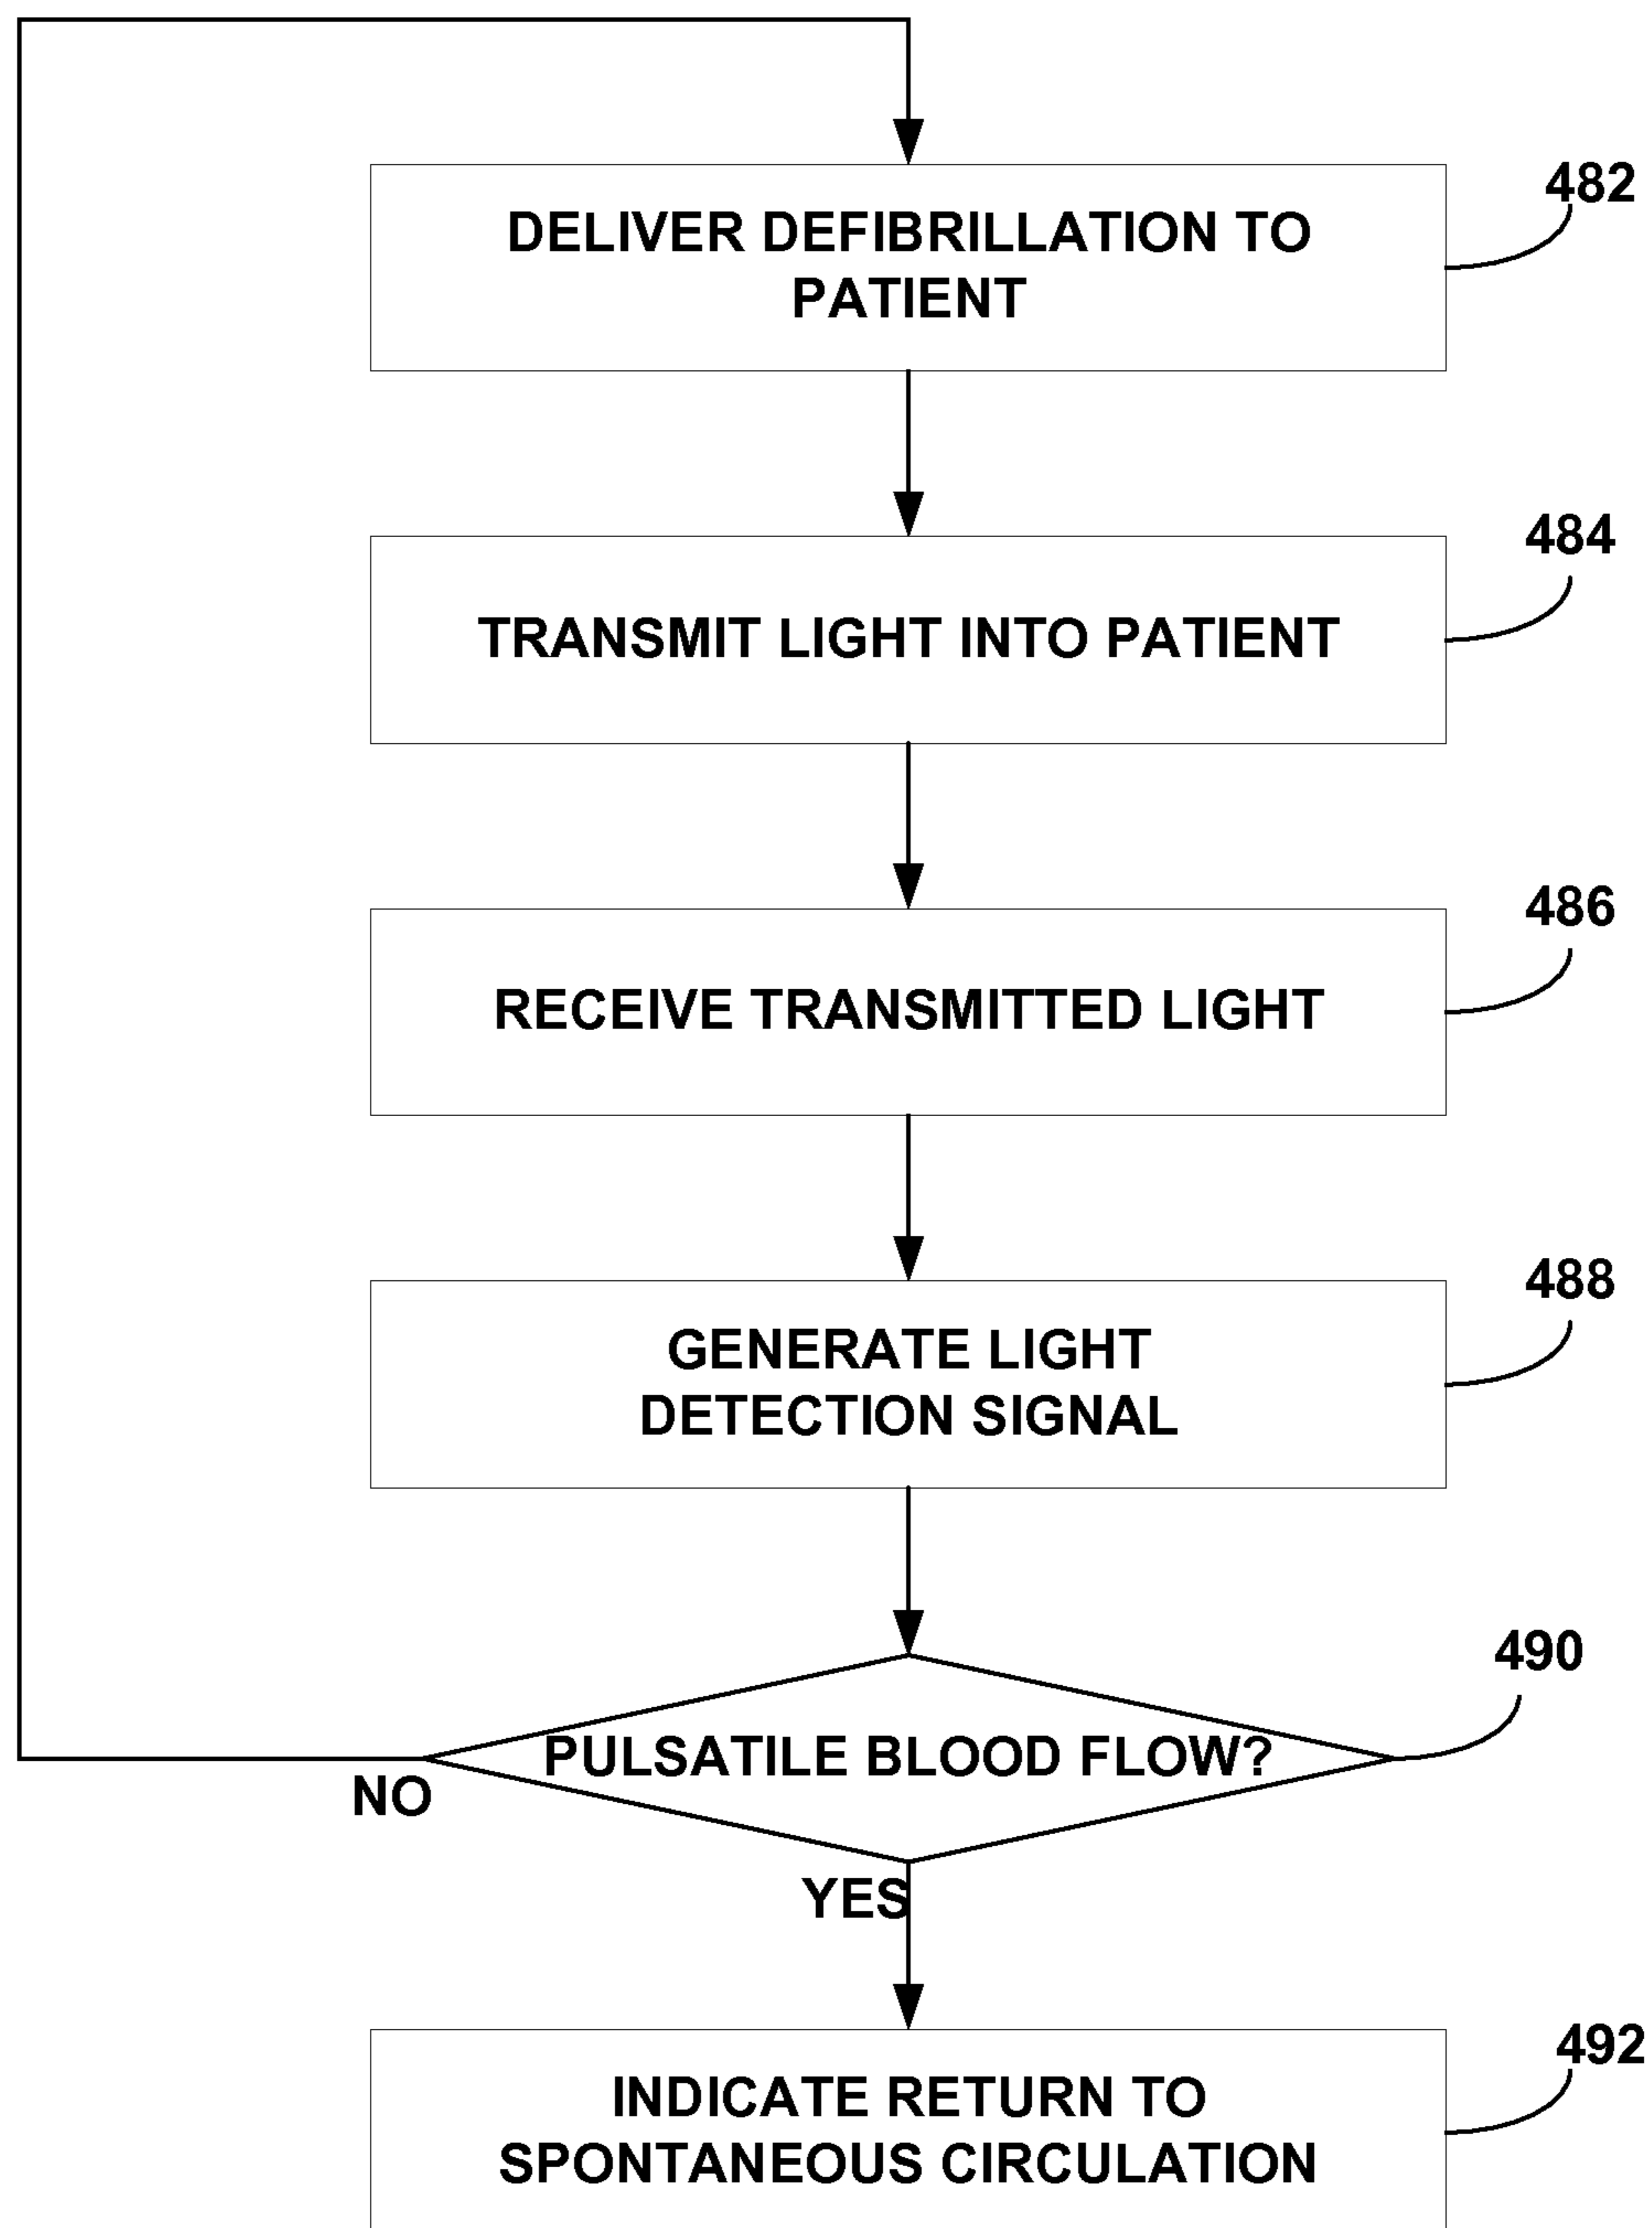 482
DELIVER DEFIBRILLATION TO
PATIENT
484
TRANSMIT LIGHT INTO PATIENT
486
RECEIVE TRANSMITTED LIGHT
488
GENERATE LIGHT
DETECTION SIGNAL
490
PULSATILE BLOOD FLOW?
NO
YES
492
INDICATE RETURN TO
SPONTANEOUS CIRCULATION